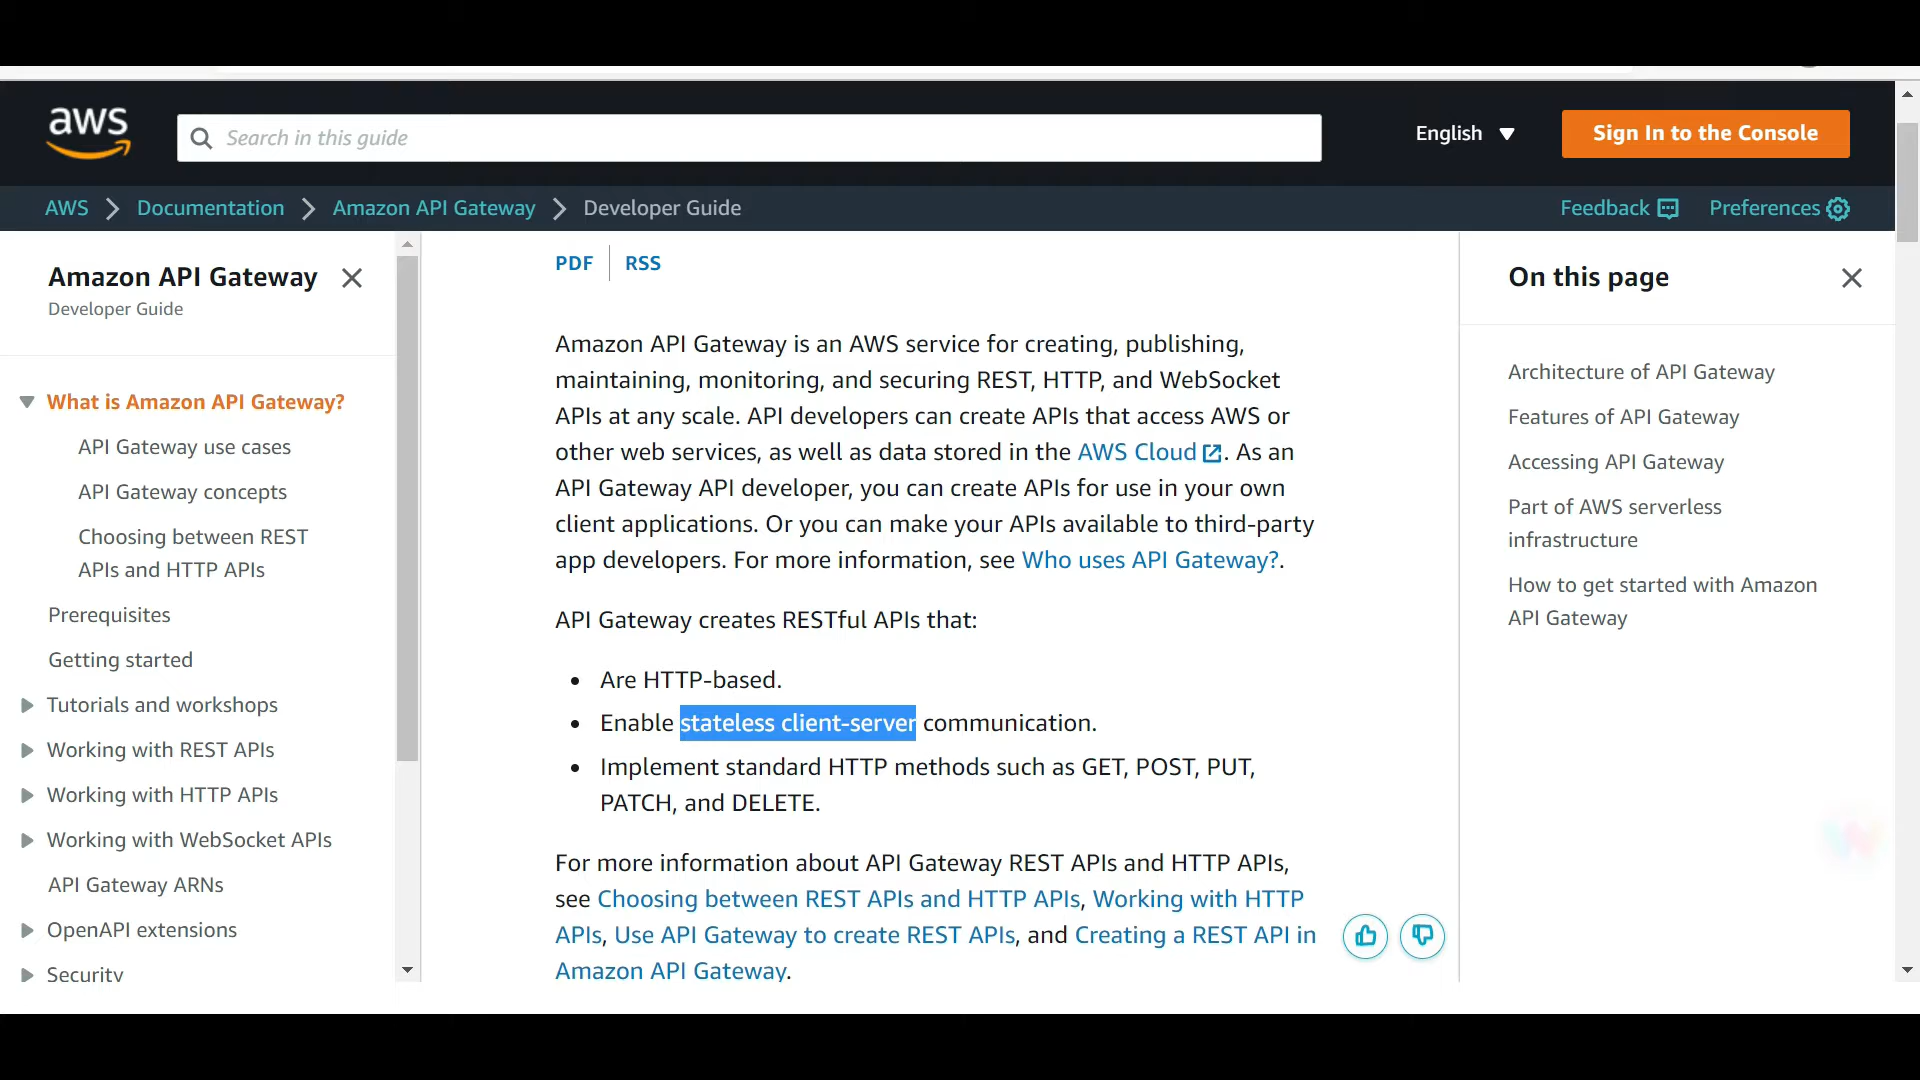 aws
Search in this guide
English
Sign In to the Console
AWS
Documentation
Amazon API Gateway
Developer Guide
Feedback
Preferences
Amazon API Gateway
Developer Guide
What is Amazon API Gateway?
API Gateway use cases
API Gateway concepts
Choosing between REST
APIs and HTTP APIs
Prerequisites
Getting started
Tutorials and workshops
Working with REST APIs
Working with HTTP APIs
Working with WebSocket APIs
API Gateway ARNs
OpenAPI extensions
Security
PDF
RSS
Amazon API Gateway is an AWS service for creating, publishing,
maintaining, monitoring, and securing REST, HTTP, and WebSocket
APIs at any scale. API developers can create APIs that access AWS or
other web services, as well as data stored in the AWS Cloud. As an
API Gateway API developer, you can create APIs for use in your own
client applications. Or you can make your APIs available to third-party
app developers. For more information, see Who uses API Gateway?.
API Gateway creates RESTful APIs that:
• Are HTTP-based.
• Enable stateless client-server communication.
• Implement standard HTTP methods such as GET, POST, PUT,
PATCH, and DELETE.
For more information about API Gateway REST APIs and HTTP APIs,
see Choosing between REST APIs and HTTP APIs, Working with HTTP
APIs, Use API Gateway to create REST APIs, and Creating a REST API in
Amazon API Gateway.
On this page
Architecture of API Gateway
Features of API Gateway
Accessing API Gateway
Part of AWS serverless
infrastructure
How to get started with Amazon
API Gateway